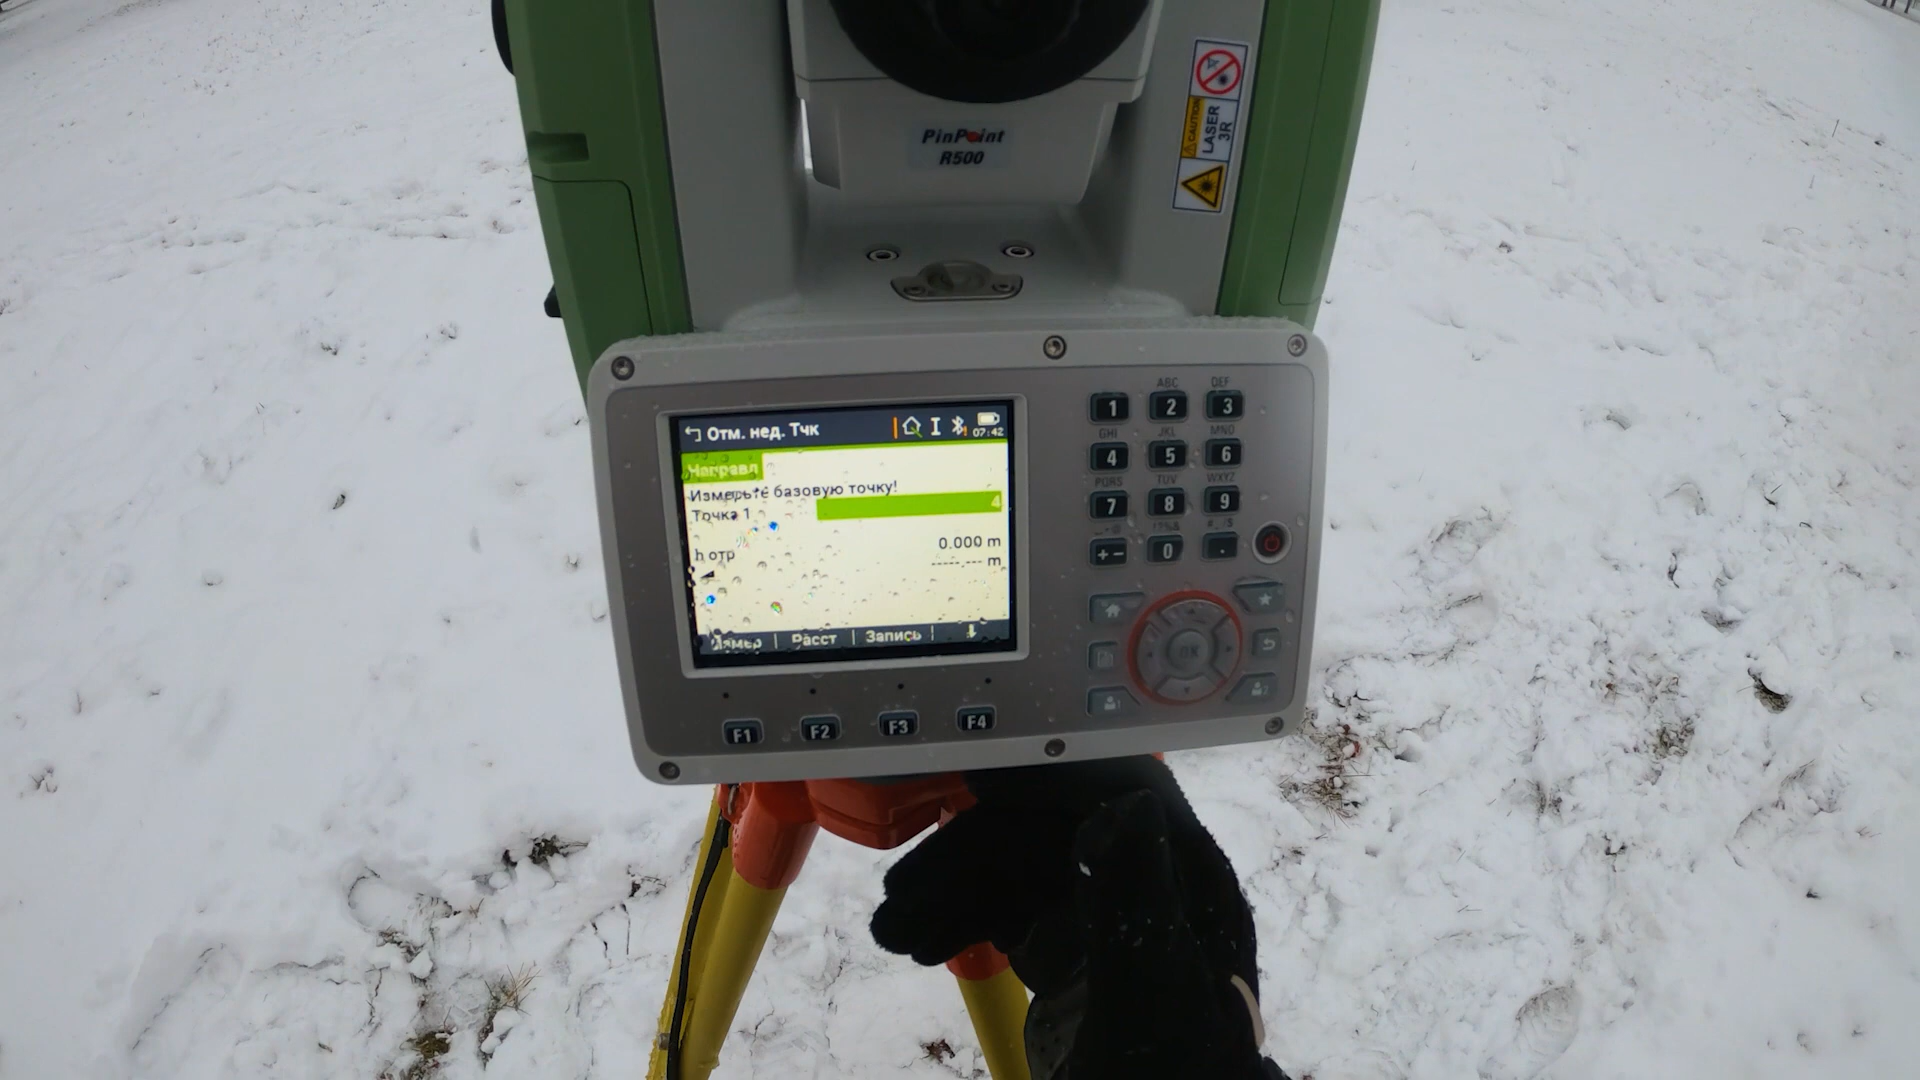 PinPoint
R500
CAUTION
LASER
3R
Отм. нед. Тчк
07:42
Направл
Измерьте базовую точку!
Точка 1 4
h отр 0.000 m
-----.--- m
Измер | Расст | Запись
F1 F2 F3 F4
ABC DEF
1 2 3
GHI JKL MNO
4 5 6
PQRS TUV WXYZ
7 8 9
!?%&
+ - 0 .
OK